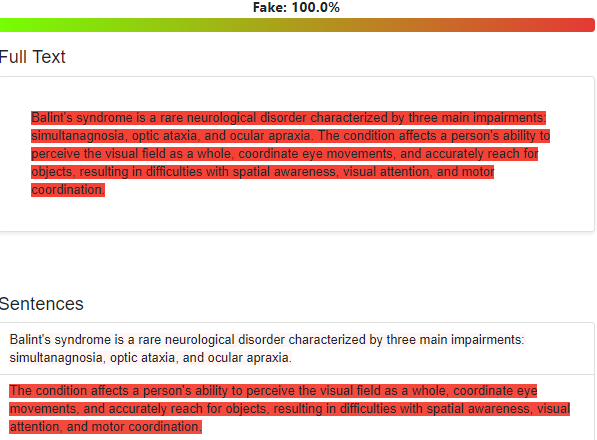 Fake: 100.0%
Full Text
Balint's syndrome is a rare neurological disorder characterized by three main impairments:
simultanagnosia, optic ataxia, and ocular apraxia. The condition affects a person's ability to
perceive the visual field as a whole, coordinate eye movements, and accurately reach for
objects, resulting in difficulties with spatial awareness, visual attention, and motor
coordination.
Sentences
Balint's syndrome is a rare neurological disorder characterized by three main impairments:
simultanagnosia, optic ataxia, and ocular apraxia.
The condition affects a person's ability to perceive the visual field as a whole, coordinate eye
movements, and accurately reach for objects, resulting in difficulties with spatial awareness, visual
attention, and motor coordination.